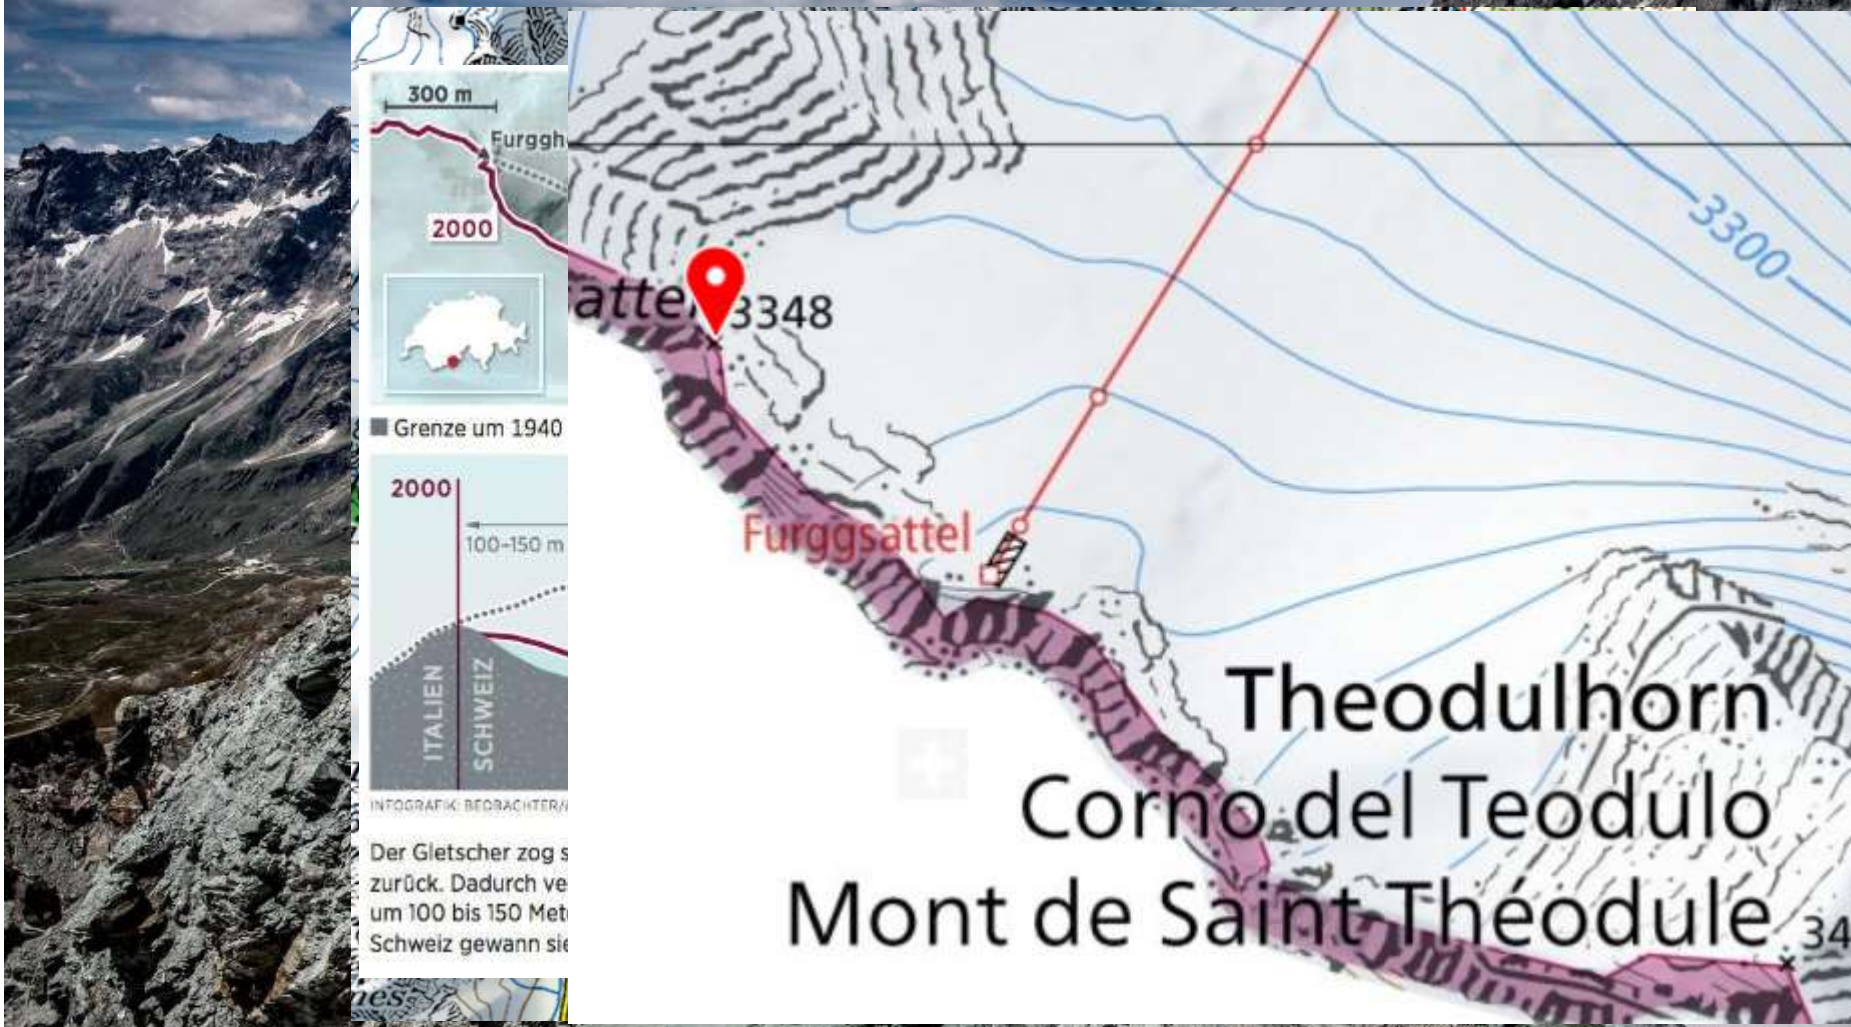 300 m
Furggh
2000
Grenze um 1940
2000
100-150 m
ITALIEN
SCHWEIZ
INFOGRAFIK: BEOBACHTER/
Der Gletscher zog s
zurück. Dadurch ve
um 100 bis 150 Met
Schweiz gewann sie
nes
attel
3348
3300
Furggsattel
Theodulhorn
Corno del Teodulo
Mont de Saint Théodule
34